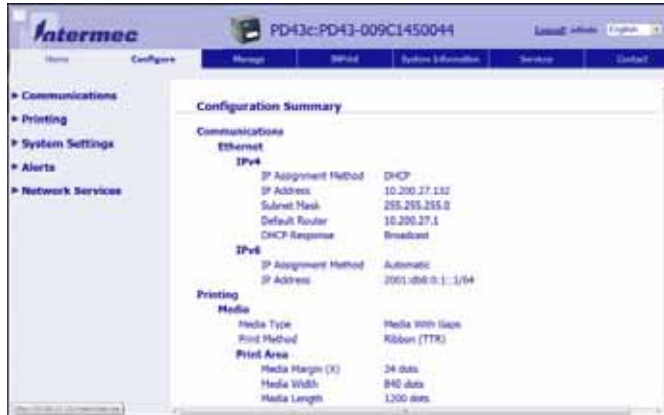 Intermec
PD43c:PD43-009C1450044
Logout admin English
Home Configure Manage INPrint System Information Services Contact
Communications
Printing
System Settings
Alerts
Network Services
Configuration Summary
Communications
Ethernet
IPv4
IP Assignment Method DHCP
IP Address 10.200.27.132
Subnet Mask 255.255.255.0
Default Router 10.200.27.1
DHCP Response Broadcast
IPv6
IP Assignment Method Automatic
IP Address 2001:db8:0:1::1/64
Printing
Media
Media Type Media With Gaps
Print Method Ribbon (TTR)
Print Area
Media Margin (X) 24 dots
Media Width 840 dots
Media Length 1200 dots